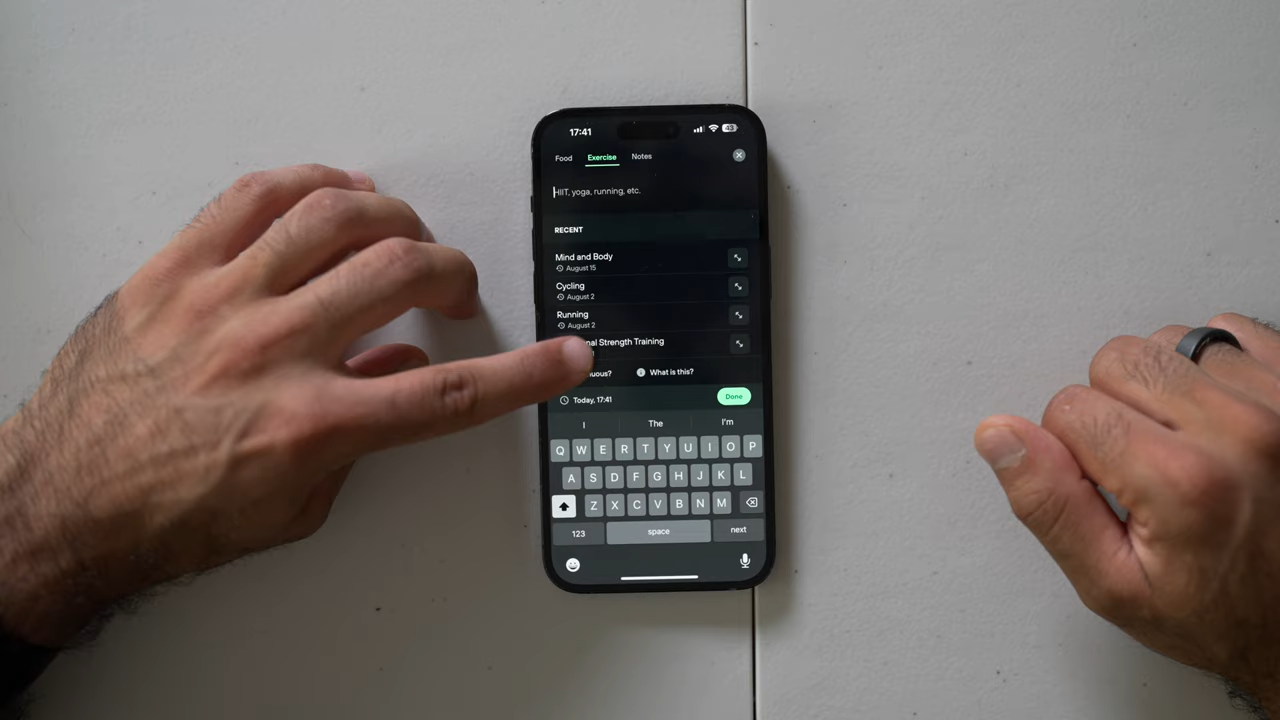 17:41
43
Food Exercise Notes
HIIT, yoga, running, etc.
RECENT
Mind and Body
August 15
Cycling
August 2
Running
August 2
Strength Training
What is this?
Today, 17:41
Done
I The I'm
Q W E R T Y U I O P
A S D F G H J K L
Z X C V B N M
123 space next